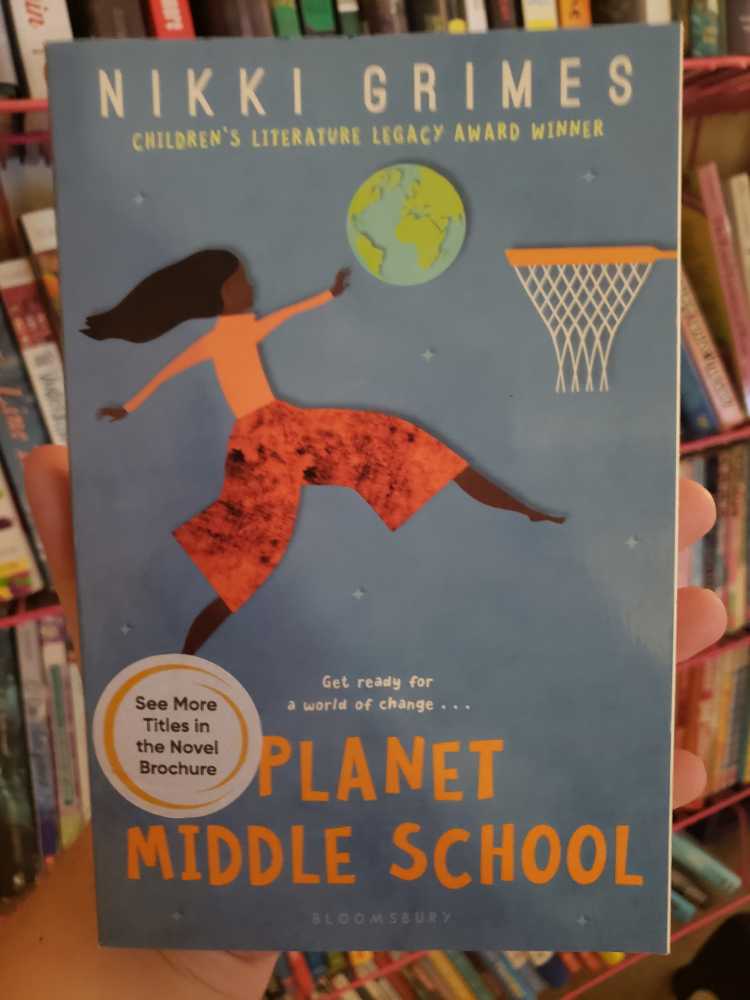 NIKKI GRIMES
CHILDREN'S LITERATURE LEGACY AWARD WINNER
Get ready for
a world of change...
See More
Titles in
the Novel
Brochure
PLANET
MIDDLE SCHOOL
BLOOMSBURY